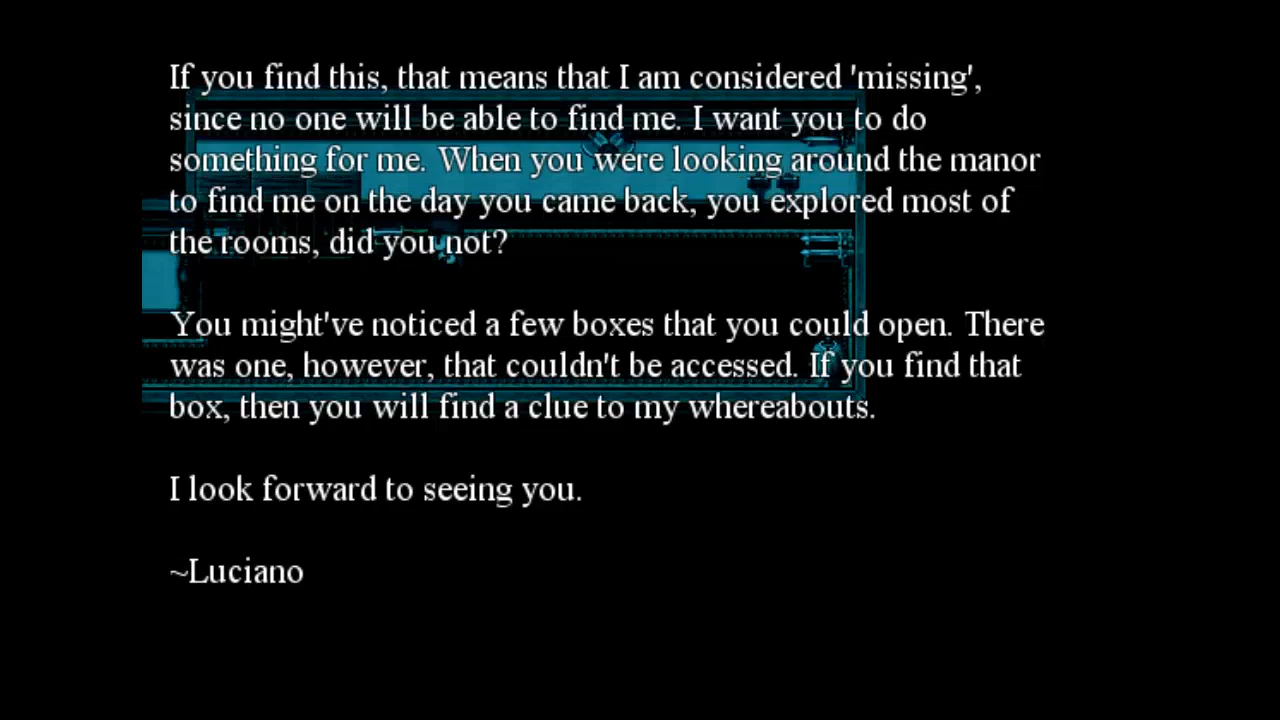 If you find this, that means that I am considered 'missing',
since no one will be able to find me. I want you to do
something for me. When you were looking around the manor
to find me on the day you came back, you explored most of
the rooms, did you not?
You might've noticed a few boxes that you could open. There
was one, however, that couldn't be accessed. If you find that
box, then you will find a clue to my whereabouts.
I look forward to seeing you.
~Luciano